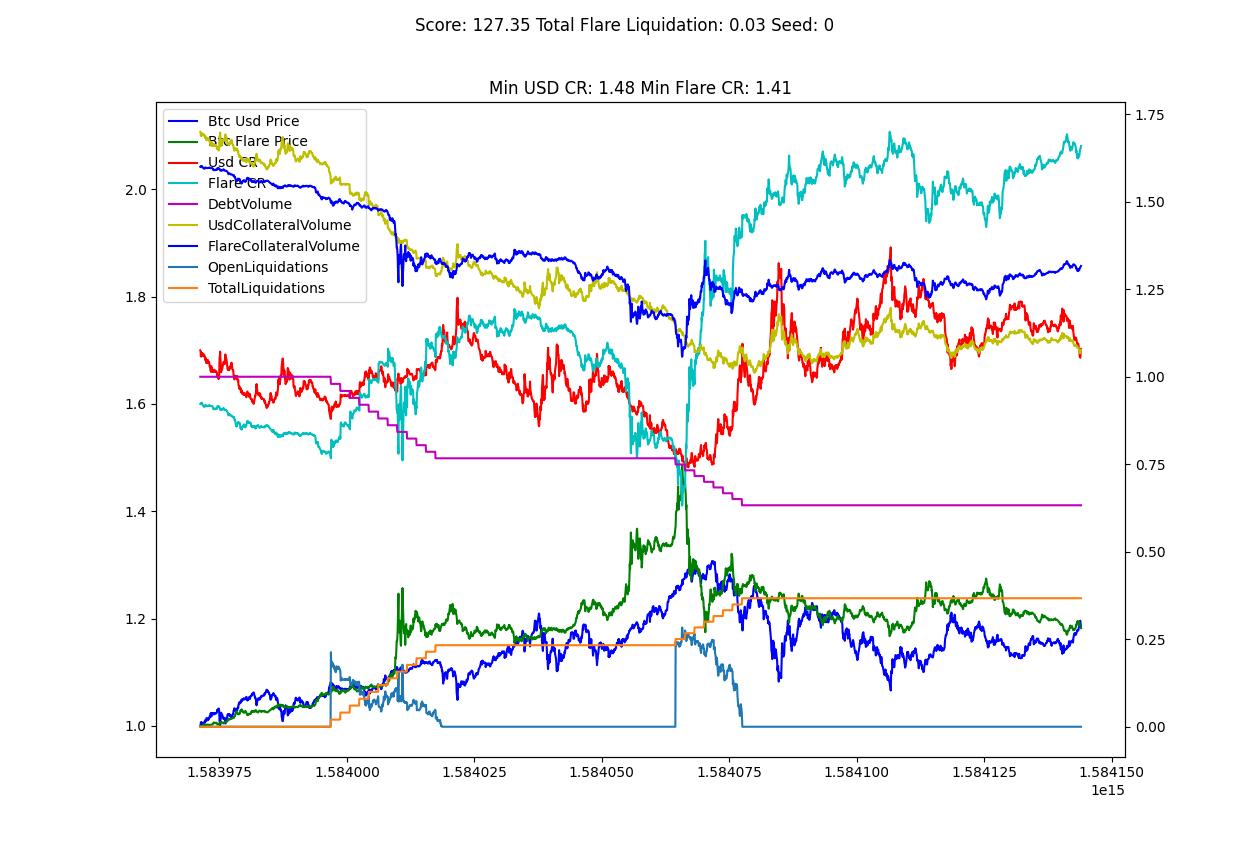 Score: 127.35 Total Flare Liquidation: 0.03 Seed: 0
Min USD CR: 1.48 Min Flare CR: 1.41
Btc Usd Price
Btc Flare Price
Usd CR
Flare CR
DebtVolume
UsdCollateralVolume
FlareCollateralVolume
OpenLiquidations
TotalLiquidations
2.0
1.8
1.6
1.4
1.2
1.0
1.75
1.50
1.25
1.00
0.75
0.50
0.25
0.00
1.583975 1.584000 1.584025 1.584050 1.584075 1.584100 1.584125 1.584150
1e15